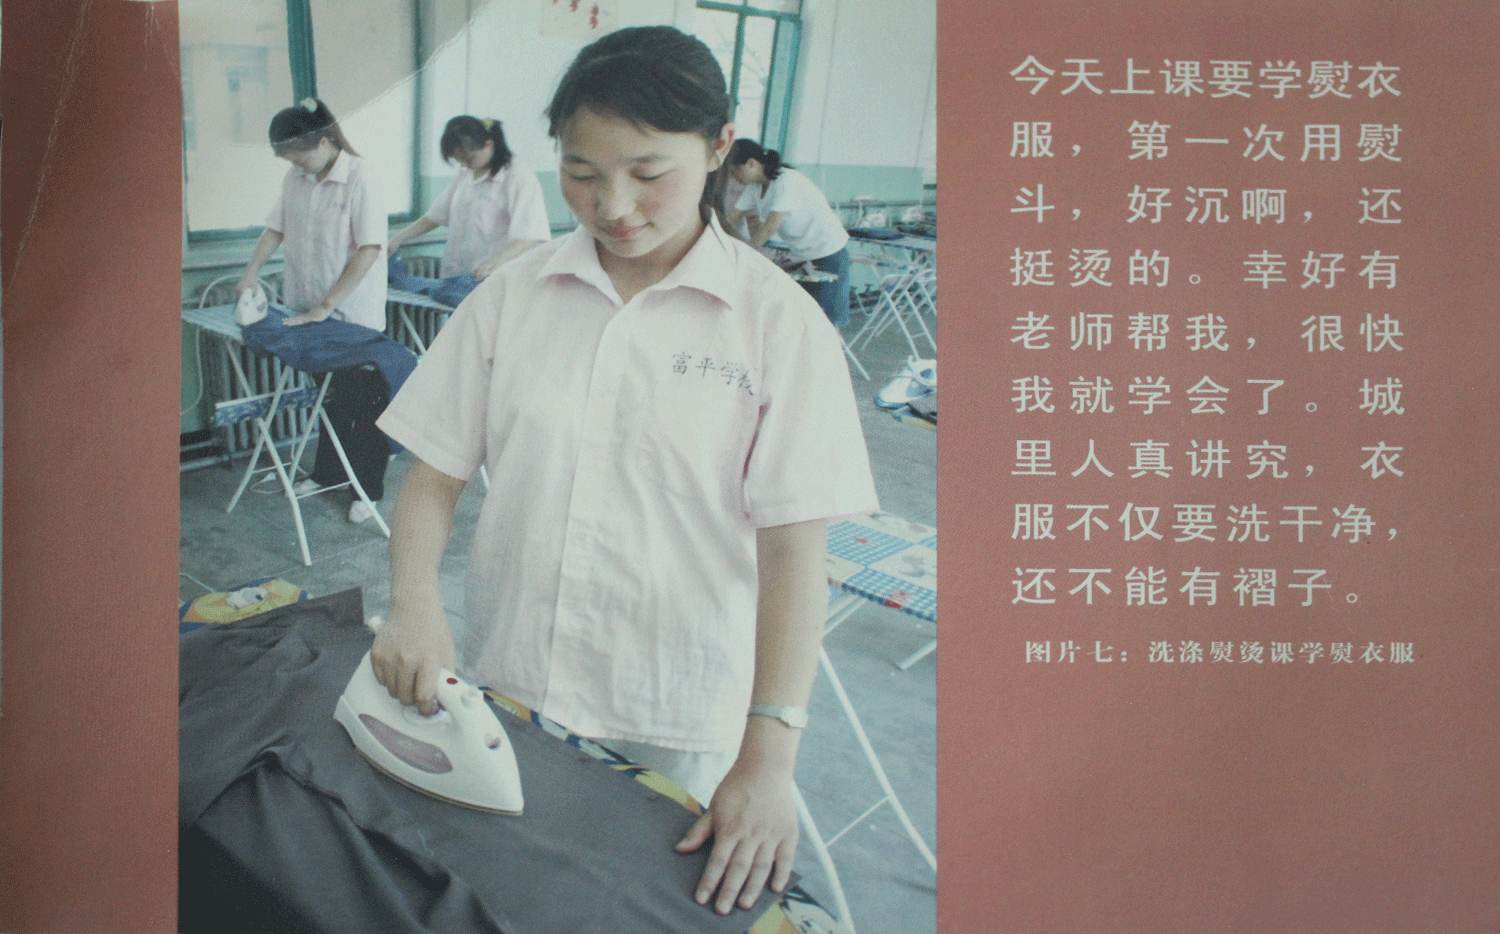 今天上课要学熨衣
服，第一次用熨
斗，好沉啊，还
挺烫的。幸好有
老师帮我，很快
我就学会了。城
里人真讲究，衣
服不仅要洗干净，
还不能有褶子。
图片七：洗涤熨烫课学熨衣服
富平学校